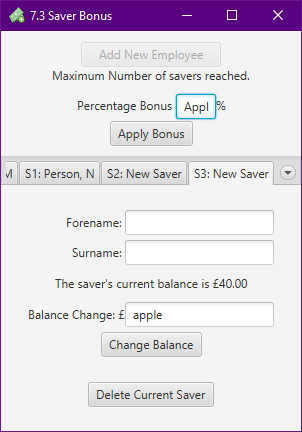 7.3 Saver Bonus
Add New Employee
Maximum Number of savers reached.
Percentage Bonus Appl %
Apply Bonus
M S1: Person, N S2: New Saver S3: New Saver
Forename:
Surname:
The saver's current balance is £40.00
Balance Change: £ apple
Change Balance
Delete Current Saver